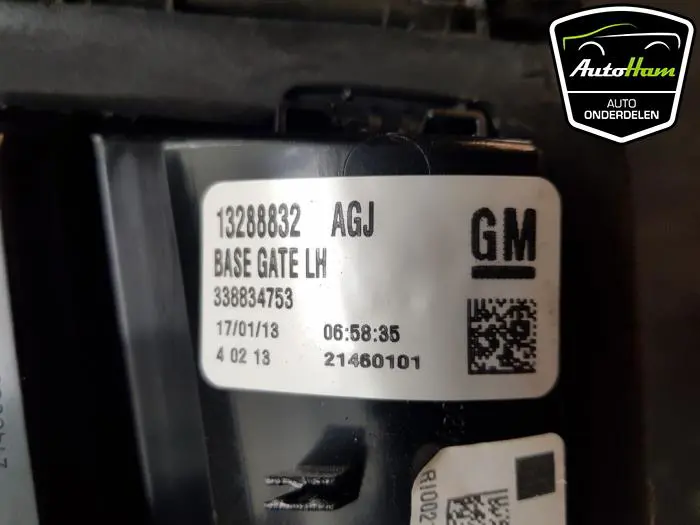 AutoHam
AUTO
ONDERDELEN
13288832 AGJ
GM
BASE GATE LH
338834753
17/01/13 06:58:35
4 02 13 21460101